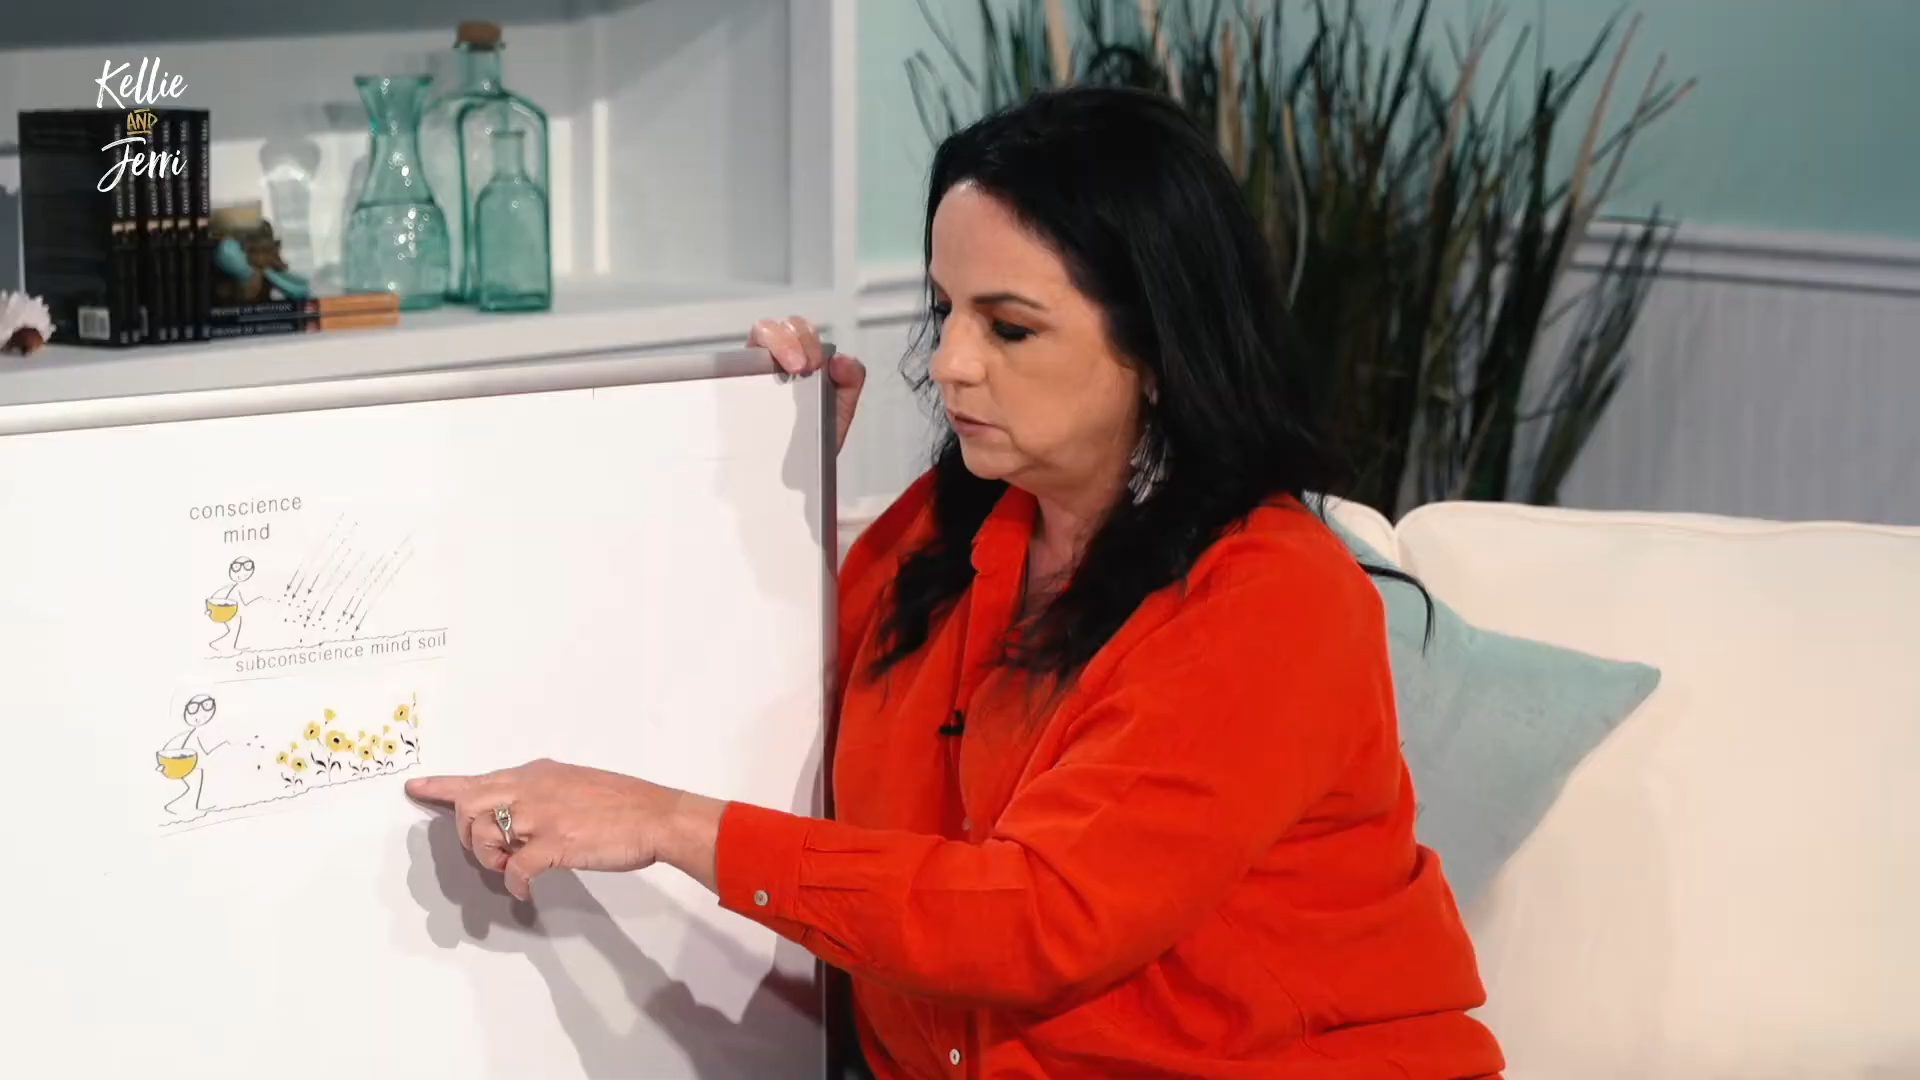 Kellie
AND
Jerri
conscience
mind
subconscience mind soil